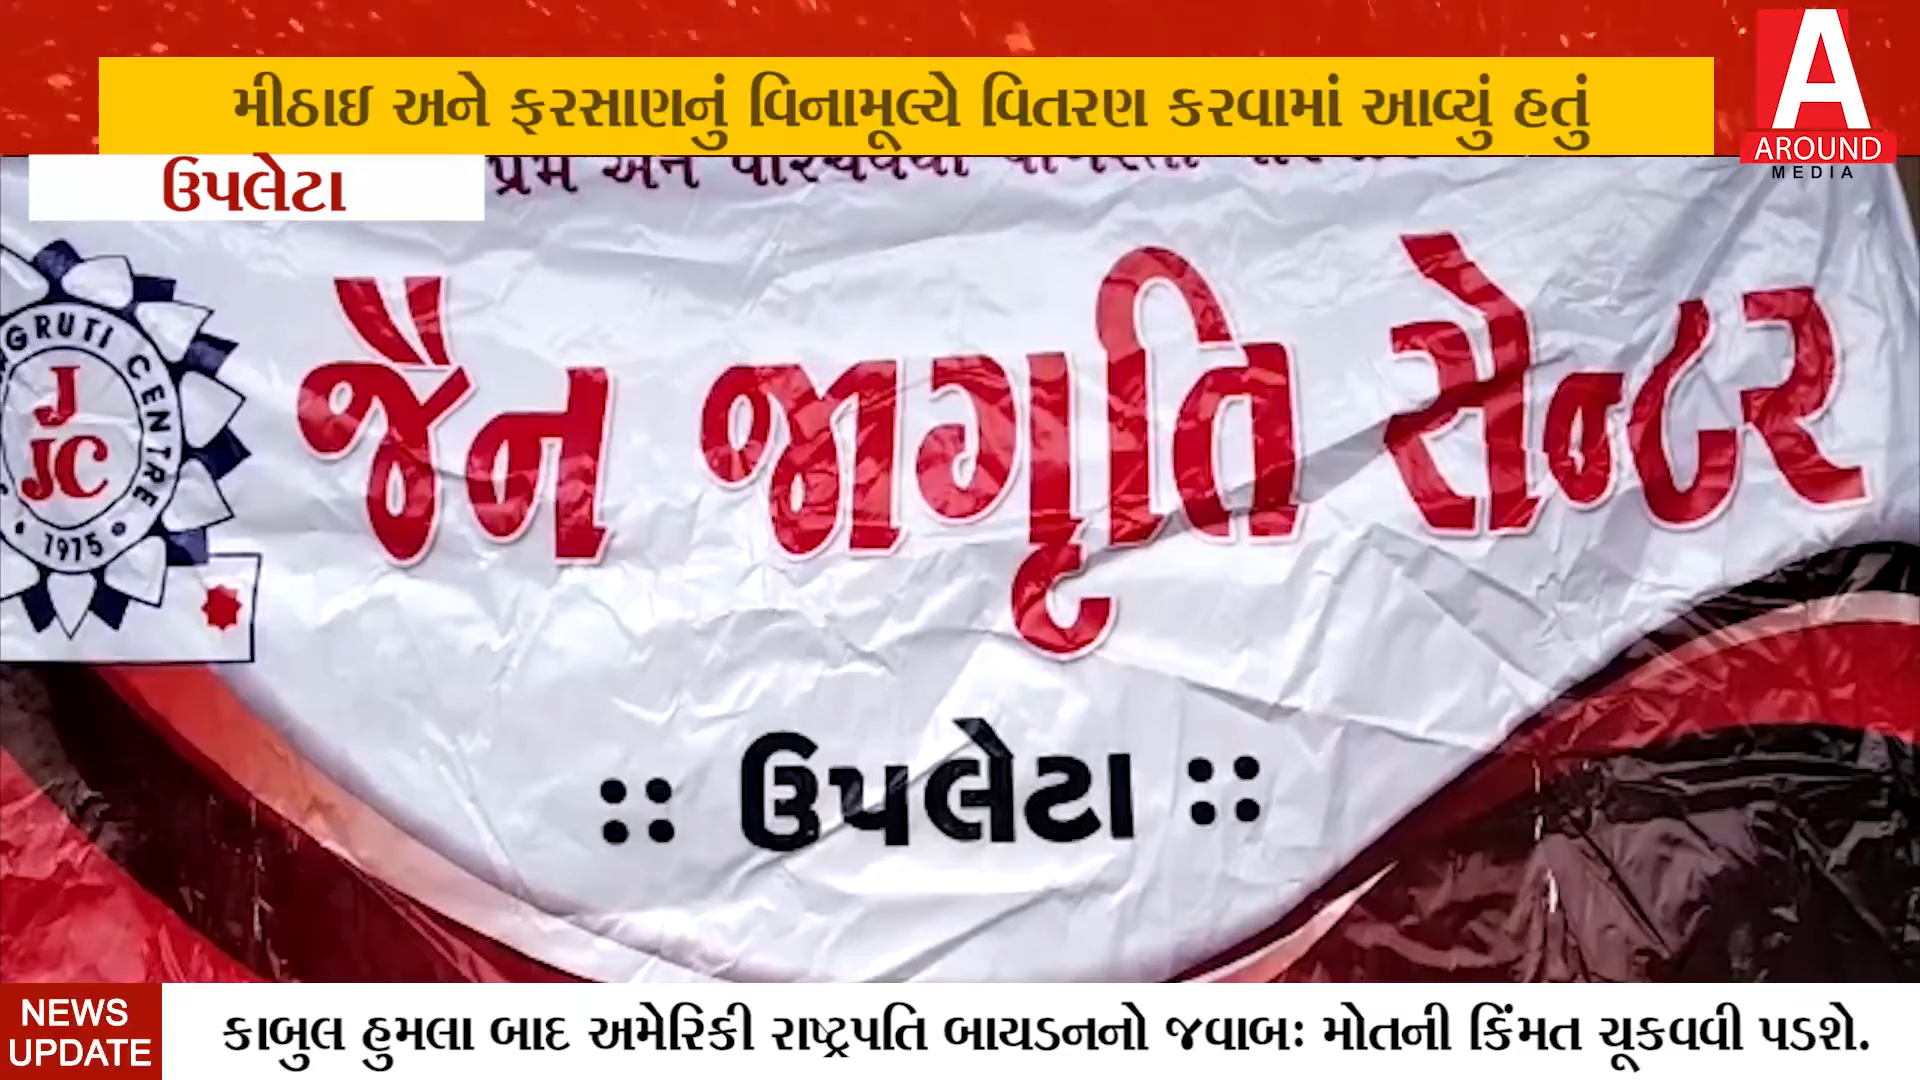 મીઠાઇ અને ફરસાણનું વિનામૂલ્યે વિતરણ કરવામાં આવ્યું હતું
A
AROUND
MEDIA
ઉપલેટા
પ્રેમ અને
GRUTI CENTRE
J
JC
1975
જૈન જાગૃતિ સેન્ટર
:: ઉપલેટા ::
NEWS
UPDATE
કાબુલ હુમલા બાદ અમેરિકી રાષ્ટ્રપતિ બાયડનનો જવાબઃ મોતની કિંમત ચૂકવવી પડશે.